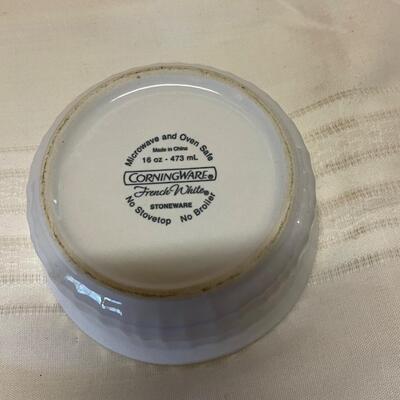 Microwave and Oven Safe
Made in China
16 oz - 473 mL
CORNINGWARE®
French White®
STONEWARE
No Stovetop No Broiler